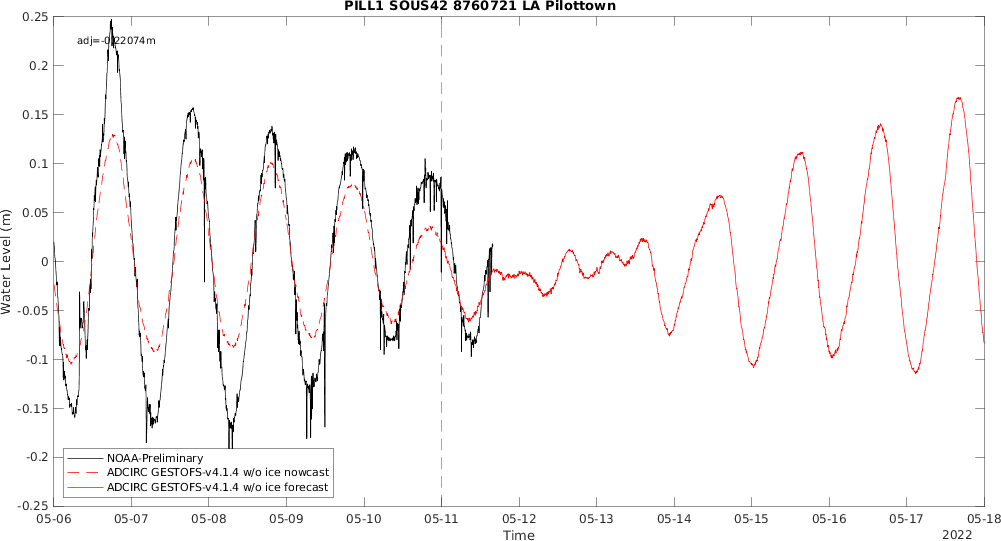 PILL1 SOUS42 8760721 LA Pilottown
adj=-0.22074m
0.25
0.2
0.15
0.1
0.05
0
-0.05
-0.1
-0.15
-0.2
-0.25
Water Level (m)
NOAA-Preliminary
ADCIRC GESTOFS-v4.1.4 w/o ice nowcast
ADCIRC GESTOFS-v4.1.4 w/o ice forecast
05-06 05-07 05-08 05-09 05-10 05-11 05-12 05-13 05-14 05-15 05-16 05-17 05-18
Time
2022